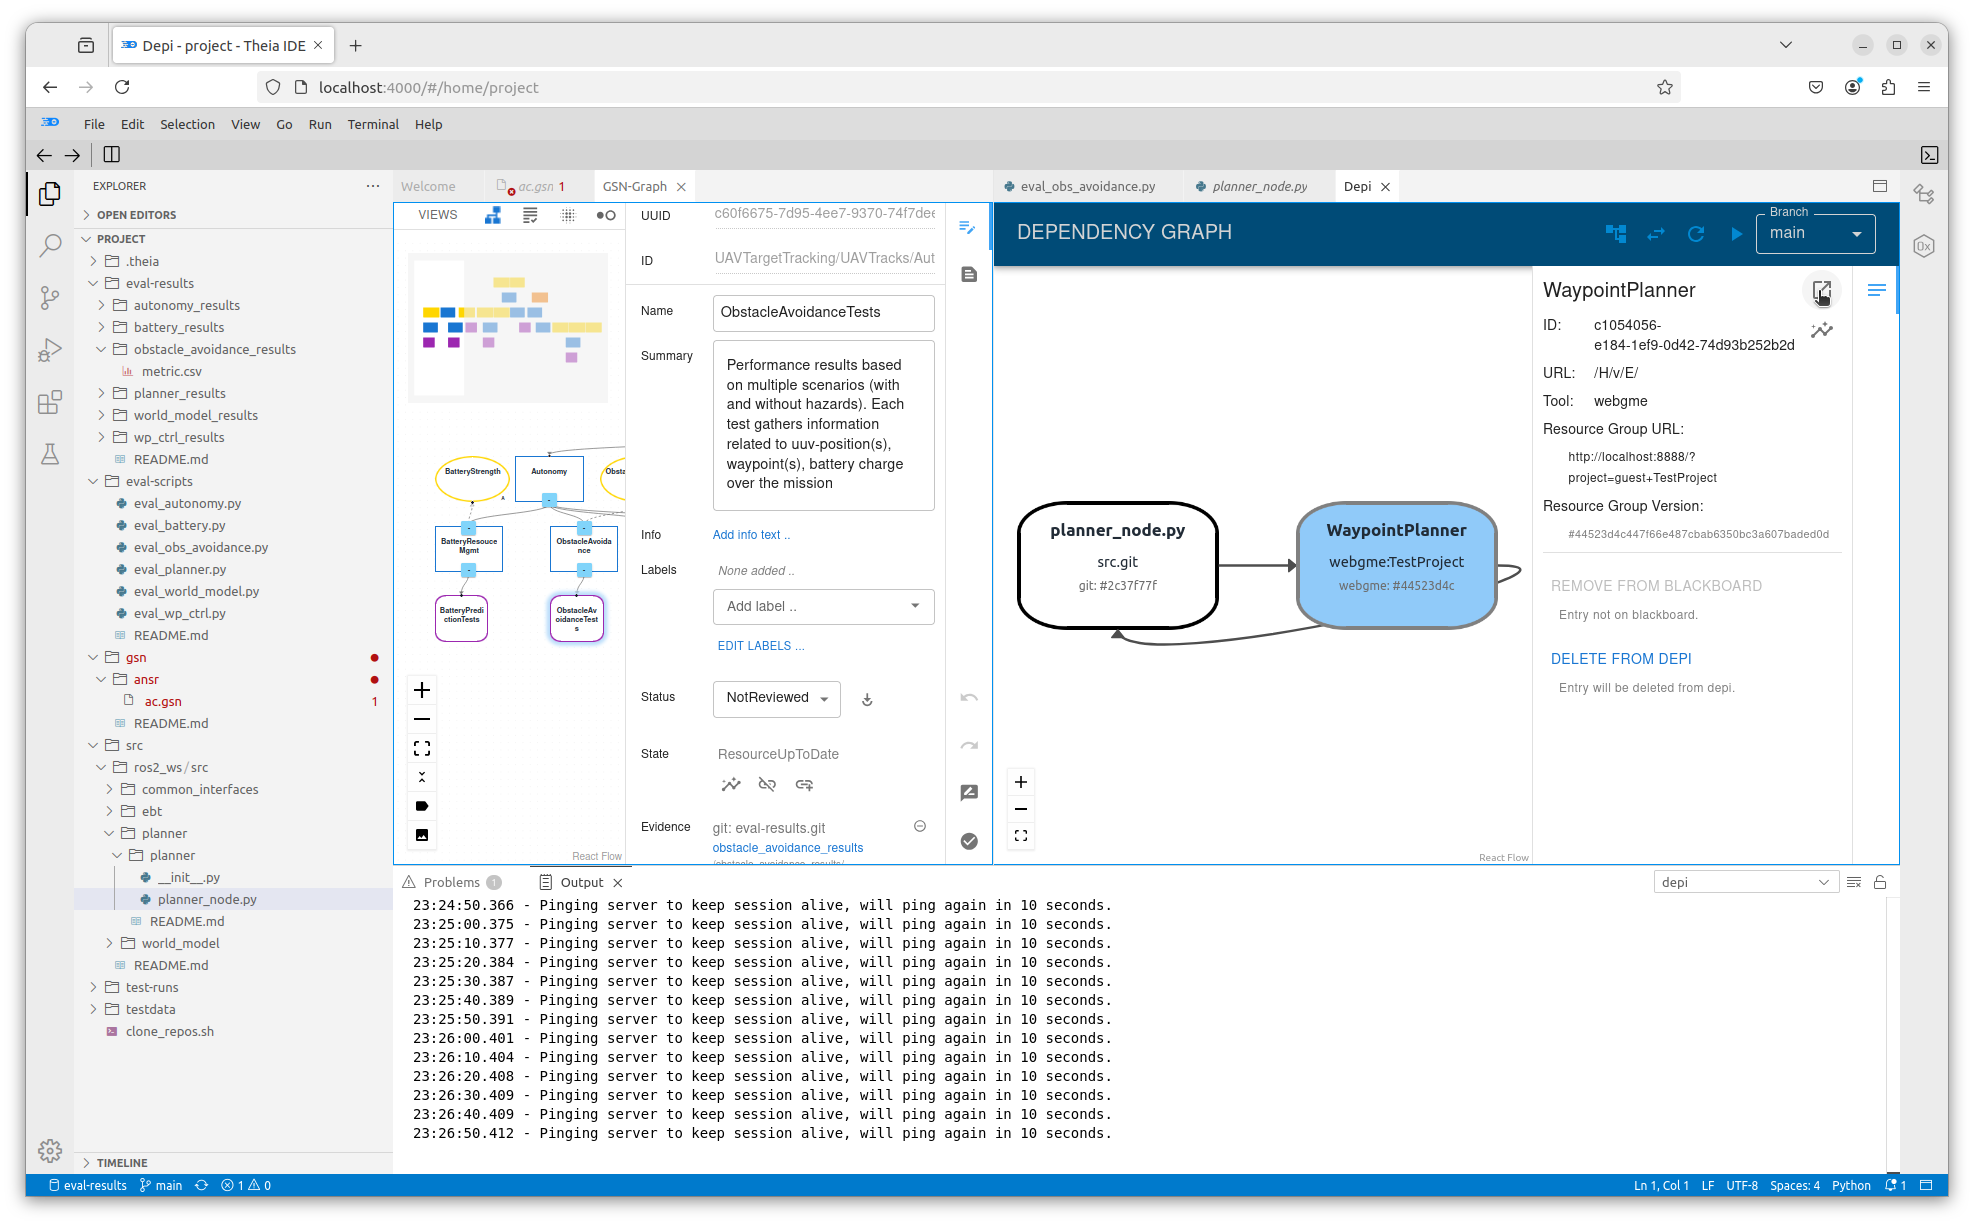 Depi - project - Theia IDE
localhost:4000/#/home/project
File Edit Selection View Go Run Terminal Help
EXPLORER
OPEN EDITORS
PROJECT
.theia
eval-results
autonomy_results
battery_results
obstacle_avoidance_results
metric.csv
planner_results
world_model_results
wp_ctrl_results
README.md
eval-scripts
eval_autonomy.py
eval_battery.py
eval_obs_avoidance.py
eval_planner.py
eval_world_model.py
eval_wp_ctrl.py
README.md
gsn
ansr
ac.gsn 1
README.md
src
ros2_ws/src
common_interfaces
ebt
planner
planner
__init__.py
planner_node.py
README.md
world_model
README.md
test-runs
testdata
clone_repos.sh
TIMELINE
Welcome ac.gsn 1 GSN-Graph
VIEWS
BatteryStrength
Autonomy
Obsta
BatteryResouce
Mgmt
ObstacleAvoida
nce
BatteryPredi
ctionTests
ObstacleAv
oidanceTest
s
React Flow
UUID c60f6675-7d95-4ee7-9370-74f7dee
ID UAVTargetTracking/UAVTracks/Aut
Name ObstacleAvoidanceTests
Summary
Performance results based
on multiple scenarios (with
and without hazards). Each
test gathers information
related to uuv-position(s),
waypoint(s), battery charge
over the mission
Info Add info text ..
Labels None added ..
Add label ..
EDIT LABELS ...
Status NotReviewed
State ResourceUpToDate
Evidence git: eval-results.git
obstacle_avoidance_results
/obstacle_avoidance_results/
eval_obs_avoidance.py planner_node.py Depi
DEPENDENCY GRAPH
Branch
main
planner_node.py
src.git
git: #2c37f77f
WaypointPlanner
webgme:TestProject
webgme: #44523d4c
React Flow
WaypointPlanner
ID: c1054056-
e184-1ef9-0d42-74d93b252b2d
URL: /H/v/E/
Tool: webgme
Resource Group URL:
http://localhost:8888/?
project=guest+TestProject
Resource Group Version:
#44523d4c447f66e487cbab6350bc3a607baded0d
REMOVE FROM BLACKBOARD
Entry not on blackboard.
DELETE FROM DEPI
Entry will be deleted from depi.
0x
Problems 1 Output
depi
23:24:50.366 - Pinging server to keep session alive, will ping again in 10 seconds.
23:25:00.375 - Pinging server to keep session alive, will ping again in 10 seconds.
23:25:10.377 - Pinging server to keep session alive, will ping again in 10 seconds.
23:25:20.384 - Pinging server to keep session alive, will ping again in 10 seconds.
23:25:30.387 - Pinging server to keep session alive, will ping again in 10 seconds.
23:25:40.389 - Pinging server to keep session alive, will ping again in 10 seconds.
23:25:50.391 - Pinging server to keep session alive, will ping again in 10 seconds.
23:26:00.401 - Pinging server to keep session alive, will ping again in 10 seconds.
23:26:10.404 - Pinging server to keep session alive, will ping again in 10 seconds.
23:26:20.408 - Pinging server to keep session alive, will ping again in 10 seconds.
23:26:30.409 - Pinging server to keep session alive, will ping again in 10 seconds.
23:26:40.409 - Pinging server to keep session alive, will ping again in 10 seconds.
23:26:50.412 - Pinging server to keep session alive, will ping again in 10 seconds.
eval-results main 1 0
Ln 1, Col 1 LF UTF-8 Spaces: 4 Python 1